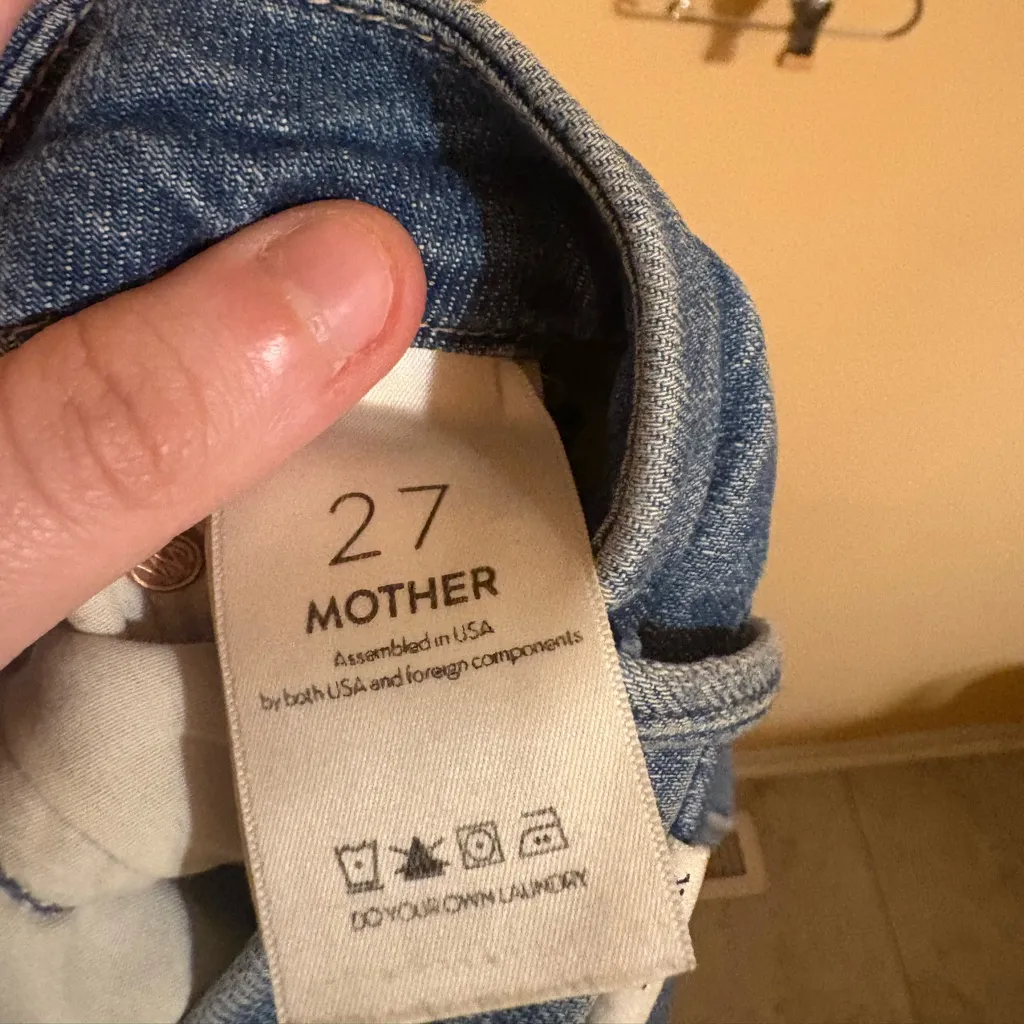 27
MOTHER
Assembled in USA
by both USA and foreign components
DO YOUR OWN LAUNDRY